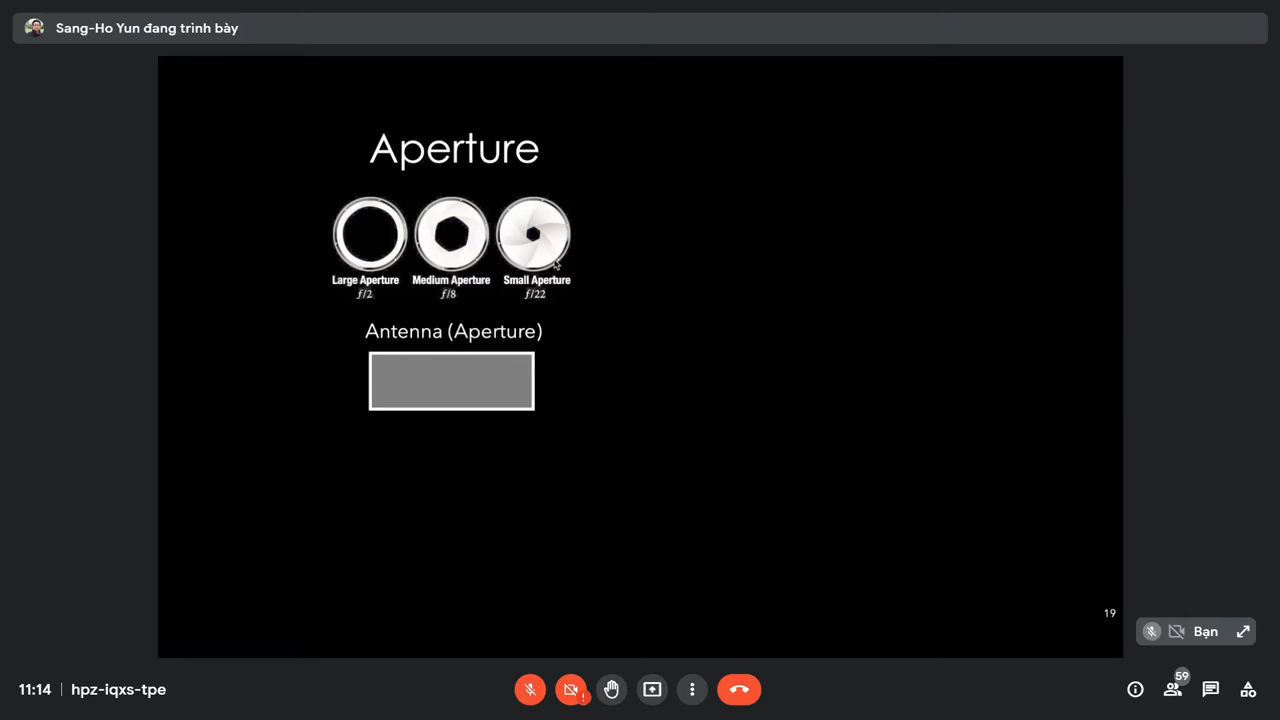 Sang-Ho Yun đang trình bày
Aperture
Large Aperture Medium Aperture Small Aperture
f/2 f/8 f/22
Antenna (Aperture)
19
Bạn
11:14 hpz-iqxs-tpe
59